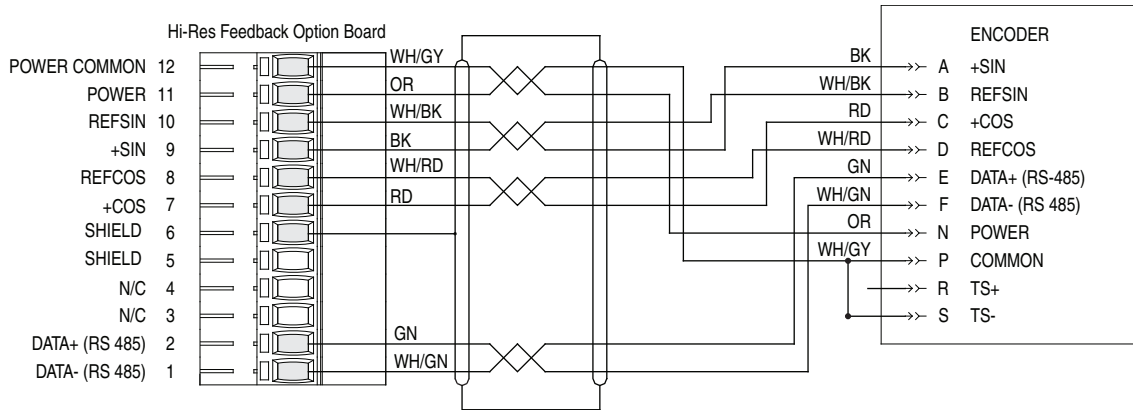 Hi-Res Feedback Option Board
POWER COMMON 12
POWER 11
REFSIN 10
+SIN 9
REFCOS 8
+COS 7
SHIELD 6
SHIELD 5
N/C 4
N/C 3
DATA+ (RS 485) 2
DATA- (RS 485) 1
WH/GY
OR
WH/BK
BK
WH/RD
RD
GN
WH/GN
BK
WH/BK
RD
WH/RD
GN
WH/GN
OR
WH/GY
ENCODER
A +SIN
B REFSIN
C +COS
D REFCOS
E DATA+ (RS-485)
F DATA- (RS 485)
N POWER
P COMMON
R TS+
S TS-